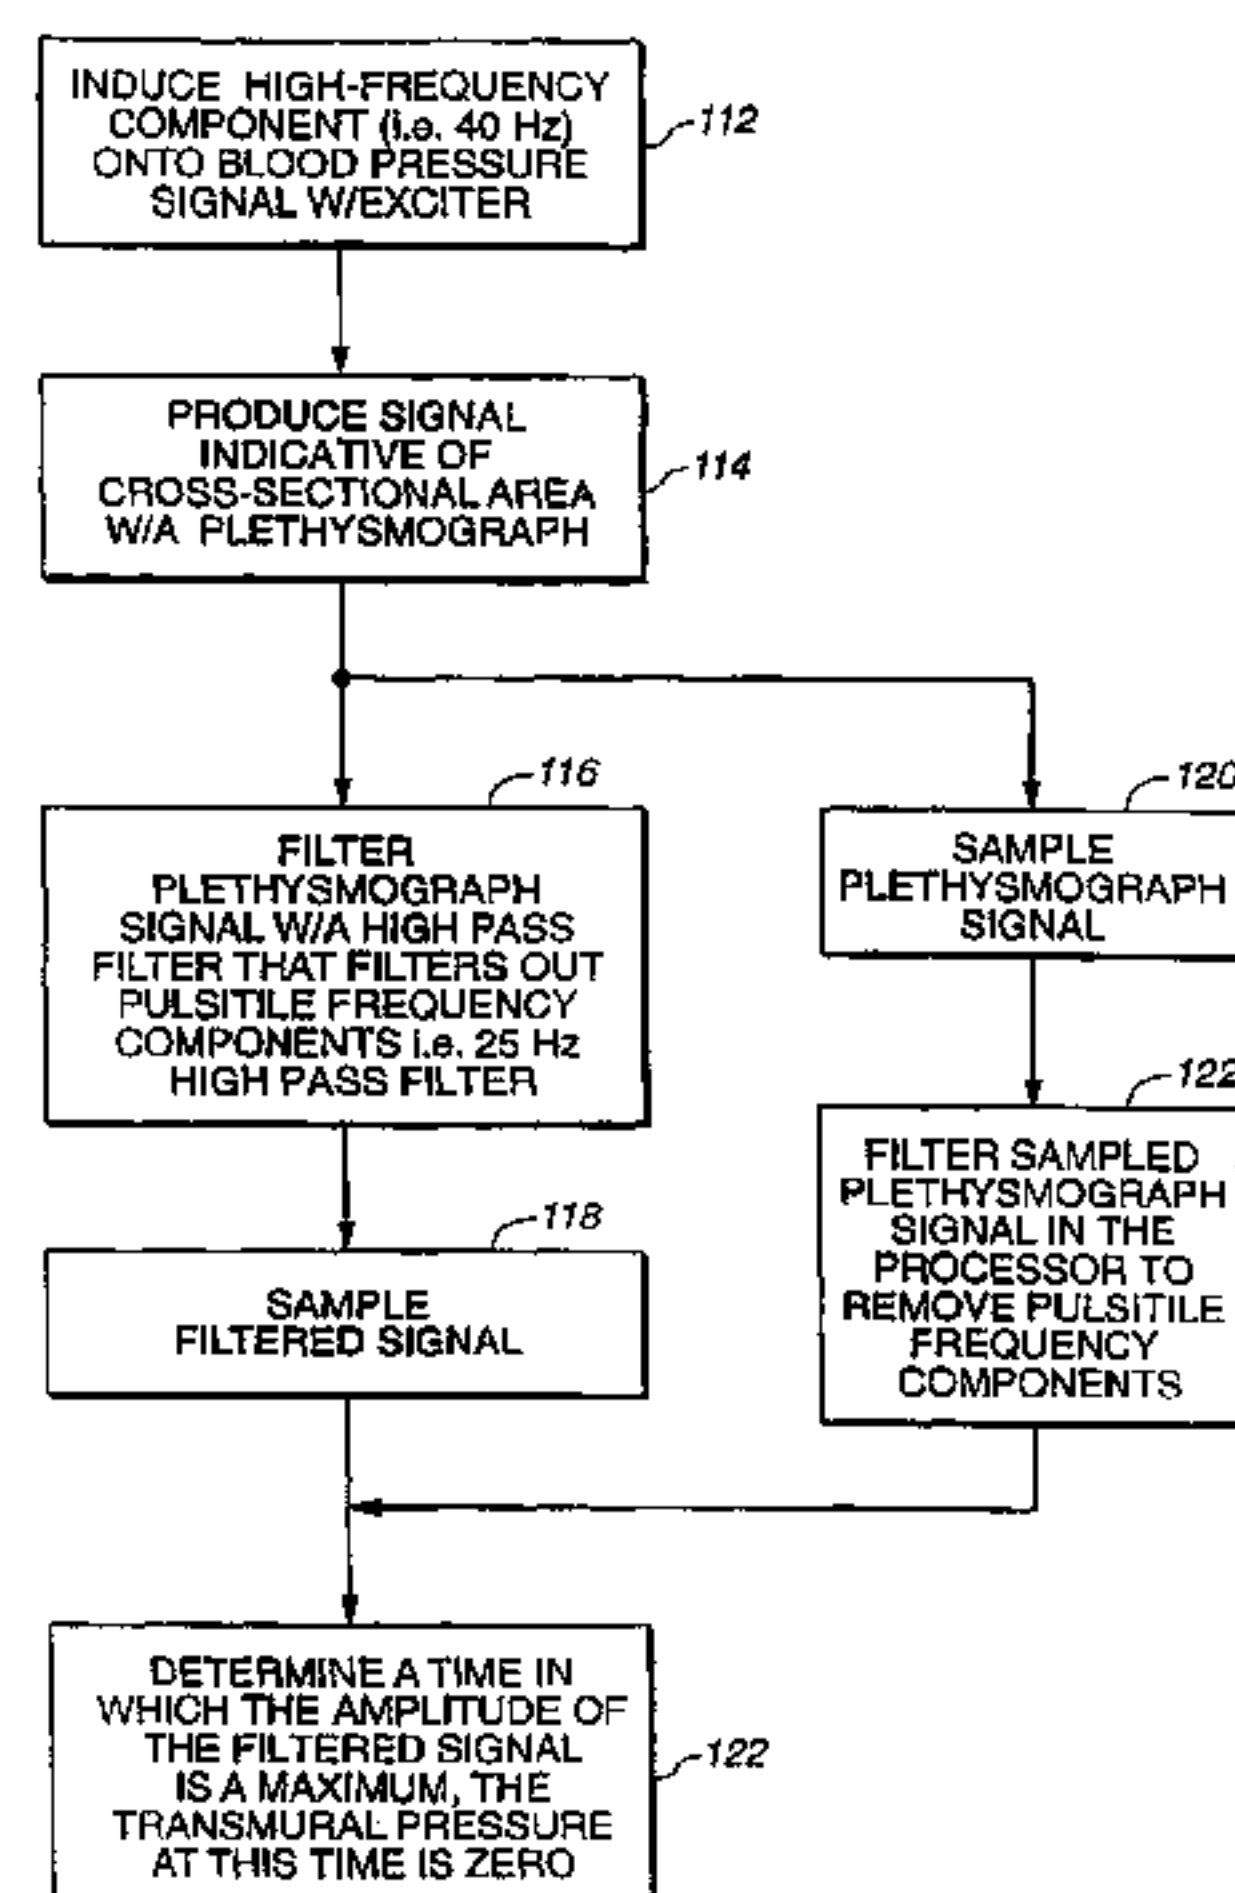 INDUCE HIGH-FREQUENCY
COMPONENT (i.e. 40 Hz)
ONTO BLOOD PRESSURE
SIGNAL W/EXCITER
112
PRODUCE SIGNAL
INDICATIVE OF
CROSS-SECTIONAL AREA
W/A PLETHYSMOGRAPH
114
116
FILTER
PLETHYSMOGRAPH
SIGNAL W/A HIGH PASS
FILTER THAT FILTERS OUT
PULSITILE FREQUENCY
COMPONENTS i.e. 25 Hz
HIGH PASS FILTER
120
SAMPLE
PLETHYSMOGRAPH
SIGNAL
122
FILTER SAMPLED
PLETHYSMOGRAPH
SIGNAL IN THE
PROCESSOR TO
REMOVE PULSITILE
FREQUENCY
COMPONENTS
118
SAMPLE
FILTERED SIGNAL
DETERMINE A TIME IN
WHICH THE AMPLITUDE OF
THE FILTERED SIGNAL
IS A MAXIMUM, THE
TRANSMURAL PRESSURE
AT THIS TIME IS ZERO
122